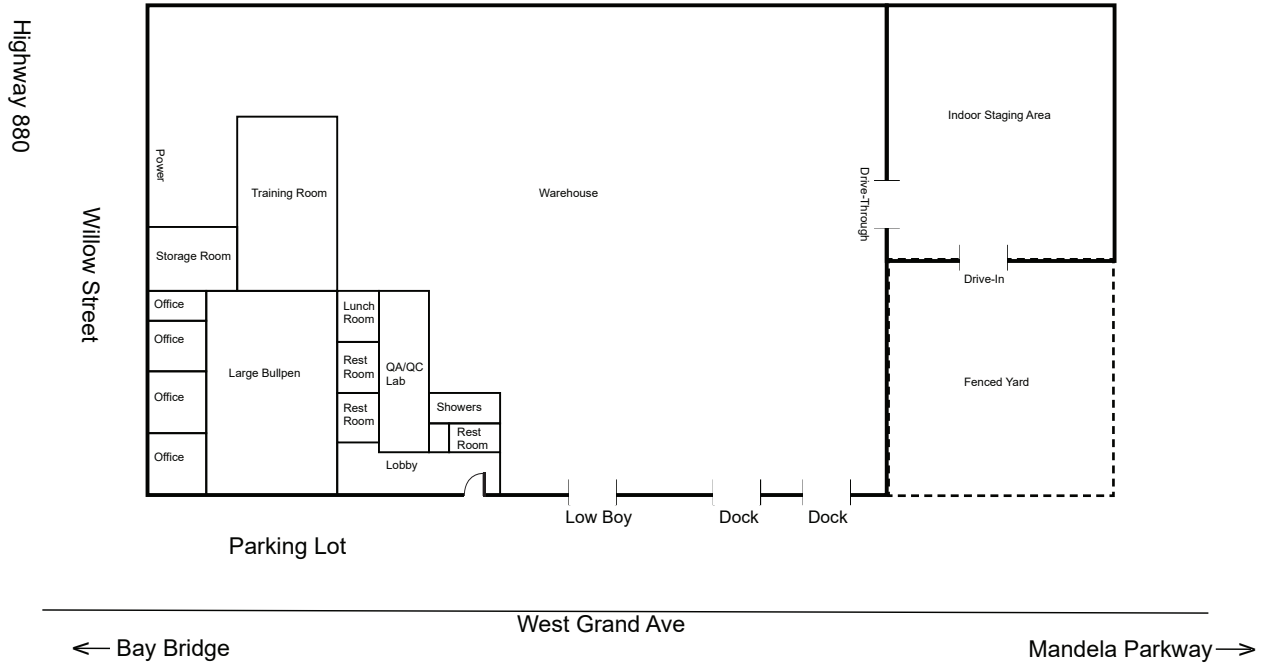 Highway 880
Willow Street
Power
Training Room
Storage Room
Warehouse
Drive-Through
Indoor Staging Area
Drive-In
Fenced Yard
Office
Office
Office
Office
Large Bullpen
Lunch
Room
Rest
Room
Rest
Room
QA/QC
Lab
Showers
Rest
Room
Lobby
Low Boy
Dock
Dock
Parking Lot
West Grand Ave
Bay Bridge
Mandela Parkway